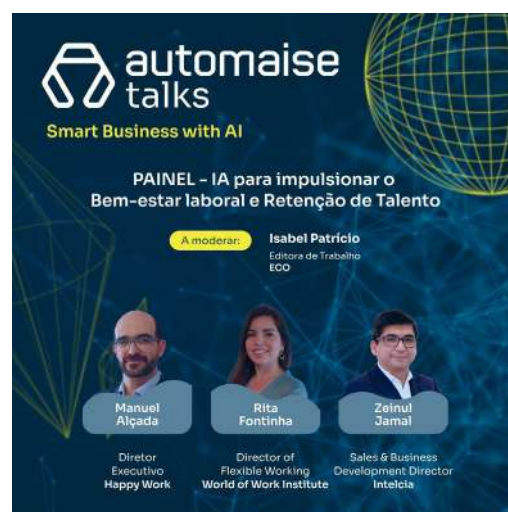 automaise
talks
Smart Business with AI
PAINEL – IA para impulsionar o
Bem-estar laboral e Retenção de Talento
A moderar:
Isabel Patrício
Editora de Trabalho
ECO
Manuel
Alçada
Diretor
Executivo
Happy Work
Rita
Fontinha
Director of
Flexible Working
World of Work Institute
Zeinul
Jamal
Sales & Business
Development Director
Intelcia